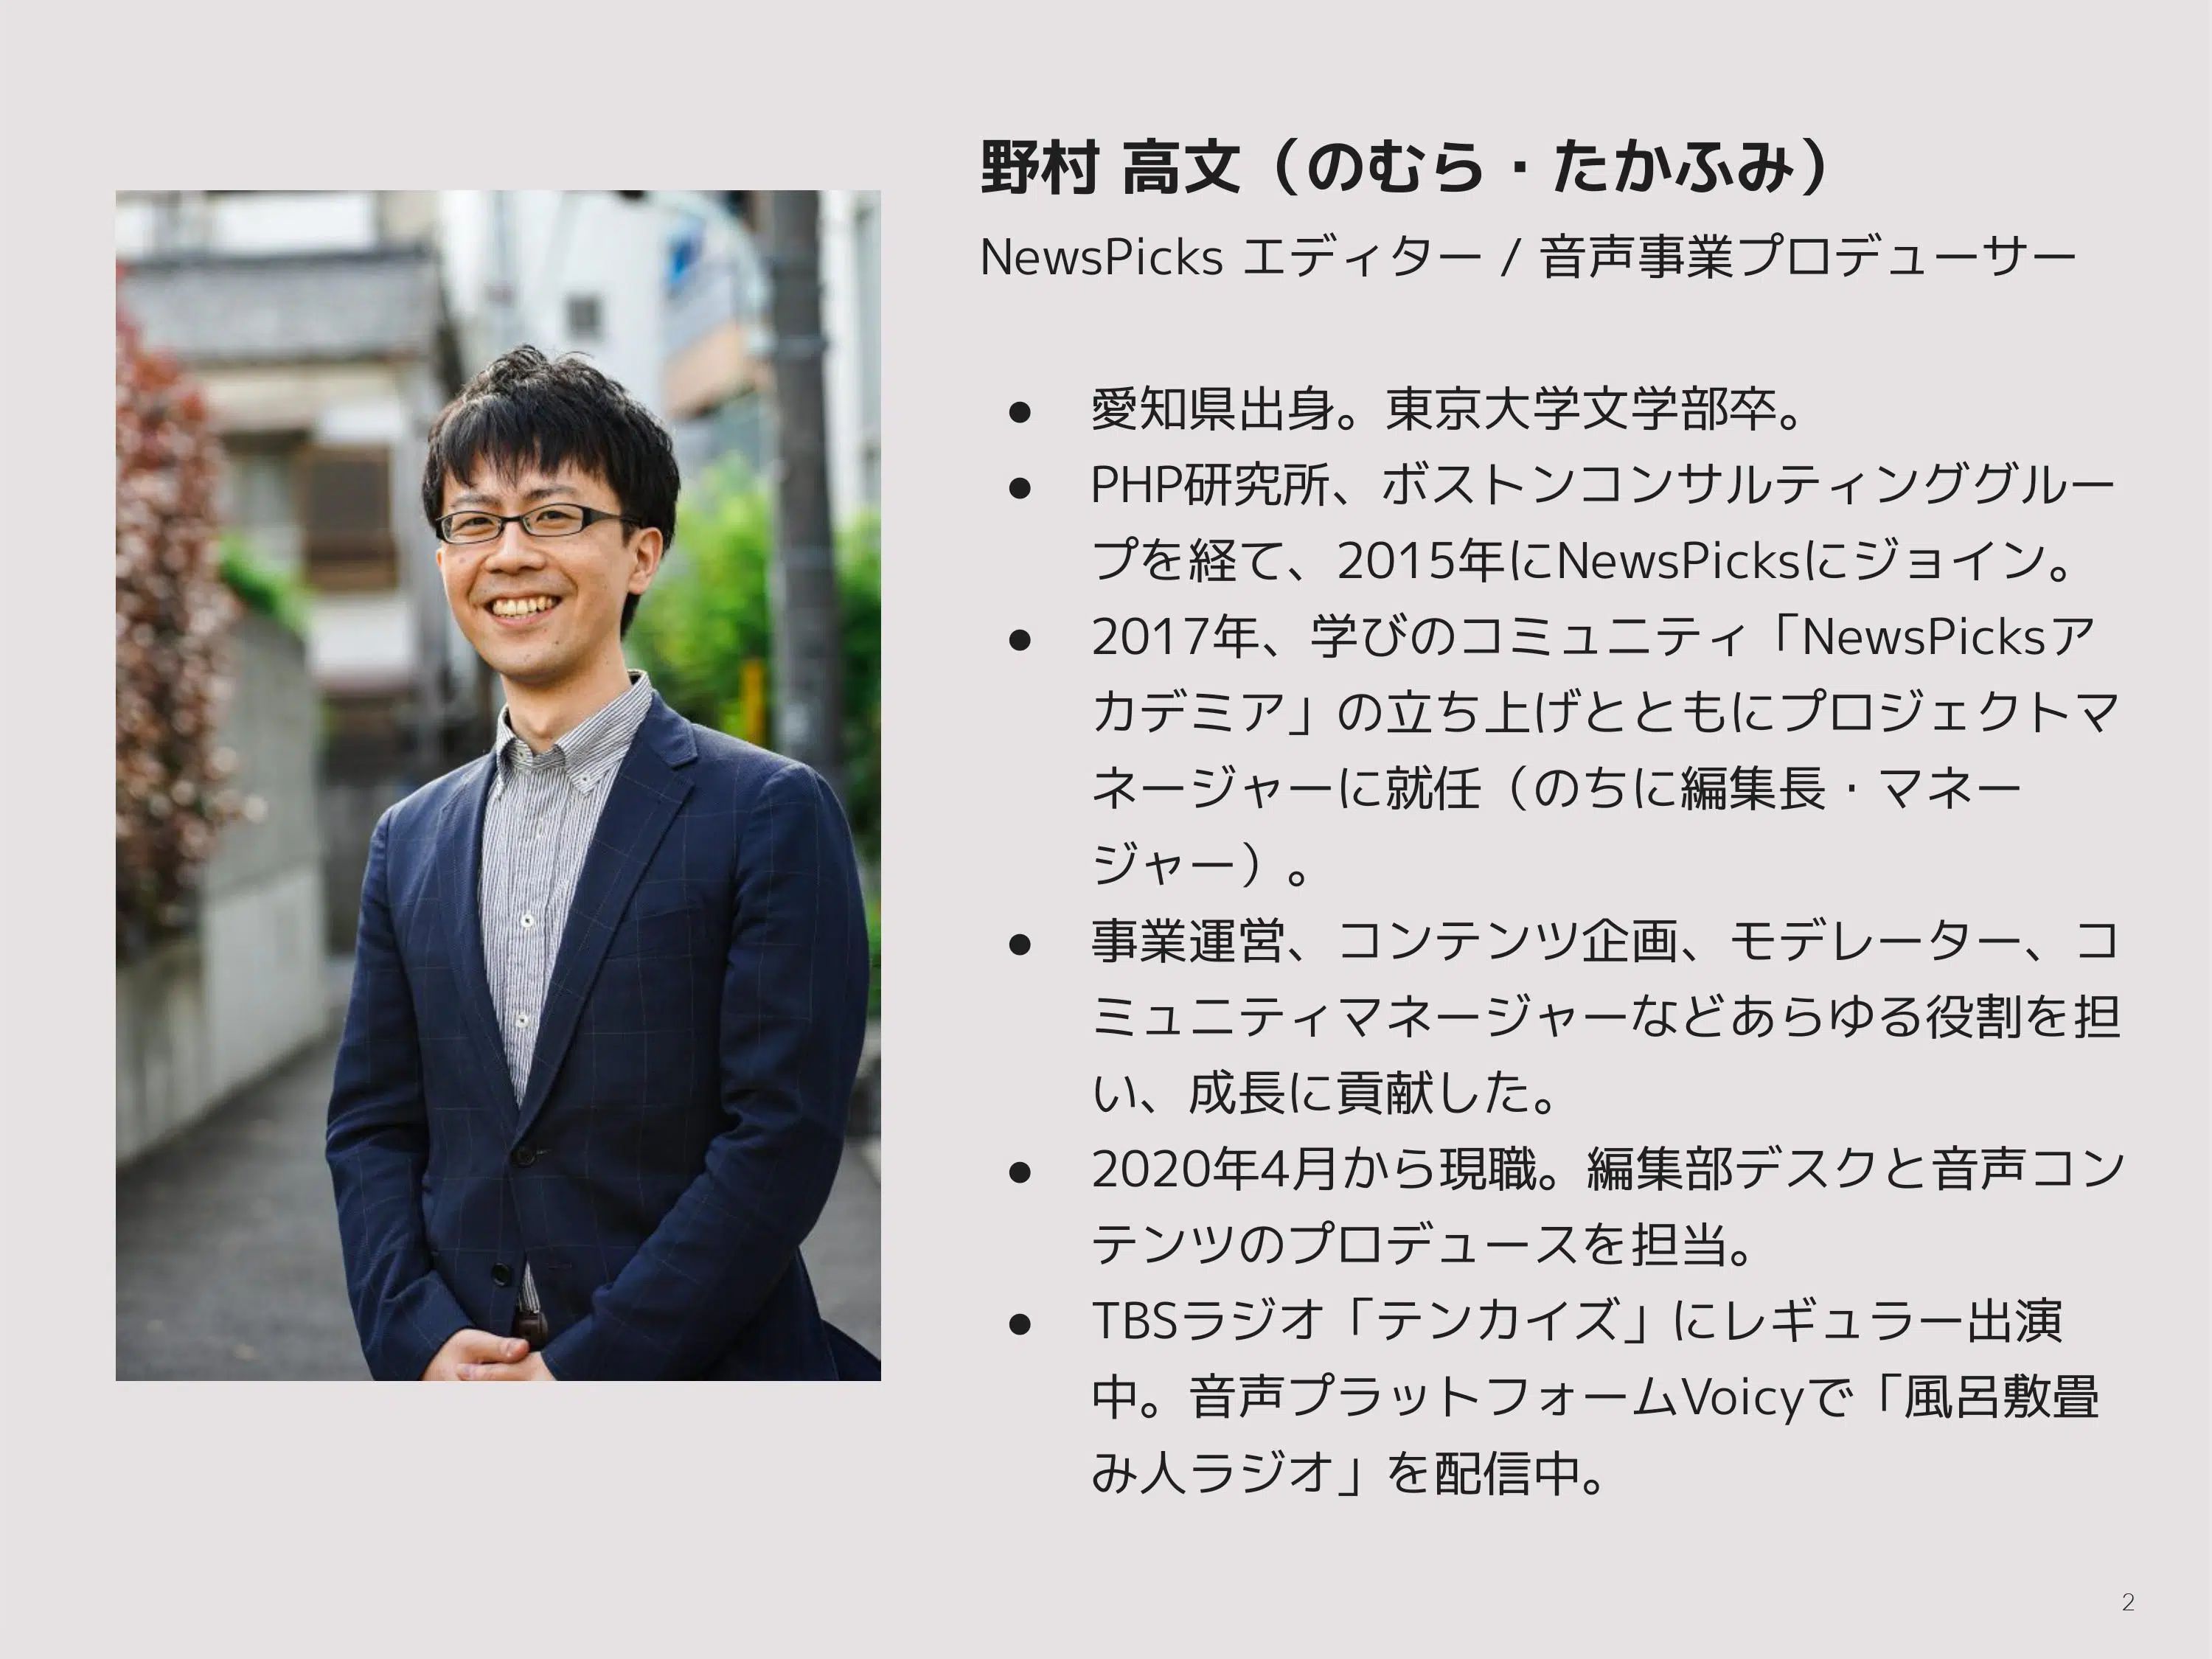 野村 高文（のむら・たかふみ）
NewsPicks エディター / 音声事業プロデューサー
● 愛知県出身。東京大学文学部卒。
● PHP研究所、ボストンコンサルティンググルー
プを経て、2015年にNewsPicksにジョイン。
● 2017年、学びのコミュニティ「NewsPicksア
カデミア」の立ち上げとともにプロジェクトマ
ネージャーに就任（のちに編集長・マネー
ジャー）。
● 事業運営、コンテンツ企画、モデレーター、コ
ミュニティマネージャーなどあらゆる役割を担
い、成長に貢献した。
● 2020年4月から現職。編集部デスクと音声コン
テンツのプロデュースを担当。
● TBSラジオ「テンカイズ」にレギュラー出演
中。音声プラットフォームVoicyで「風呂敷畳
み人ラジオ」を配信中。
2